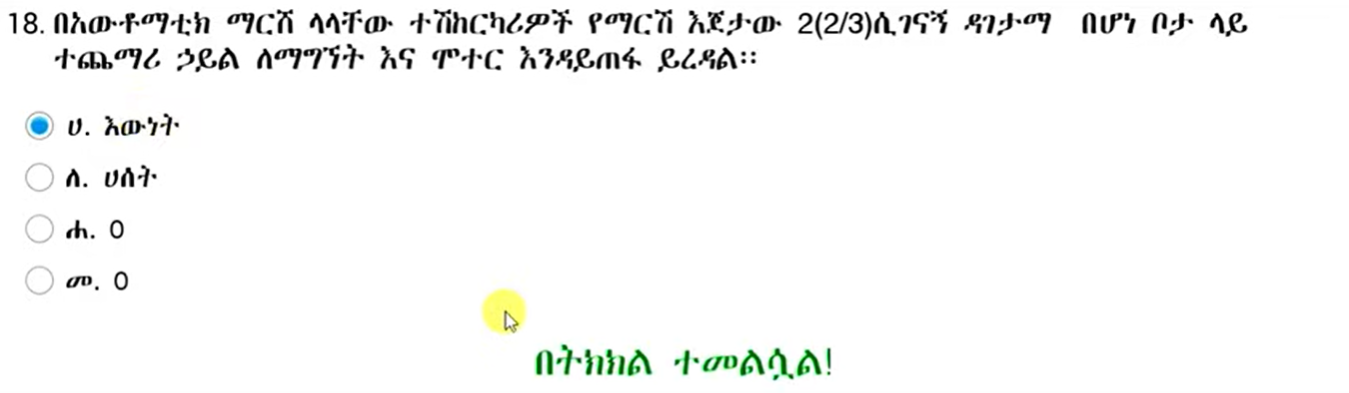 18. በአውቶማቲክ ማርሽ ላላቸው ተሽከርካሪዎች የማርሽ እጀታው 2(2/3)ሲገናኝ ዳገታማ በሆነ ቦታ ላይ
ተጨማሪ ኃይል ለማግኘት እና ሞተር እንዳይጠፋ ይረዳል፡፡
ሀ. እውነት
ለ. ሀሰት
ሐ. 0
መ. 0
በትክክል ተመልሷል!